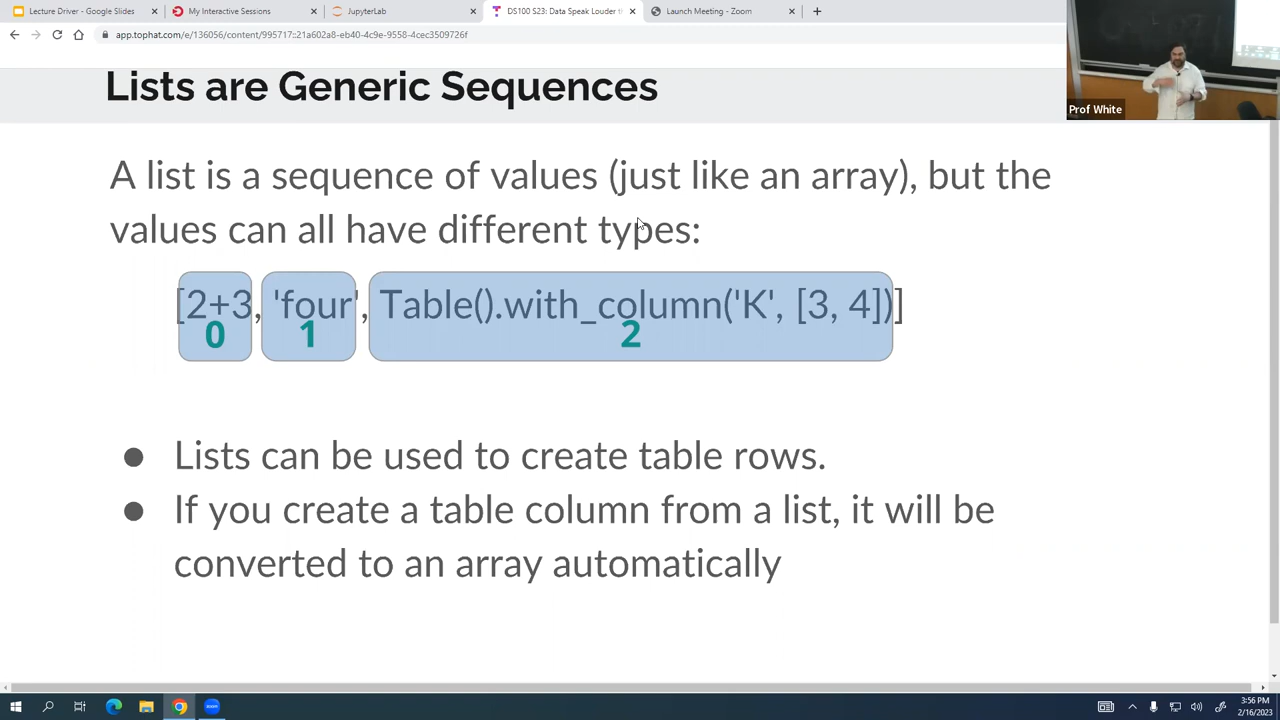 Lecture Driver - Google Slides
My Interactive Sessions
JupyterLab
DS100 S23: Data Speak Louder t
Launch Meeting - Zoom
app.tophat.com/e/136056/content/995717::21a602a8-eb40-4c9e-9558-4cec3509726f
Lists are Generic Sequences
Prof White
A list is a sequence of values (just like an array), but the
values can all have different types:
[2+3, 'four', Table().with_column('K', [3, 4])]
0 1 2
● Lists can be used to create table rows.
● If you create a table column from a list, it will be
converted to an array automatically
zoom
3:56 PM
2/16/2023